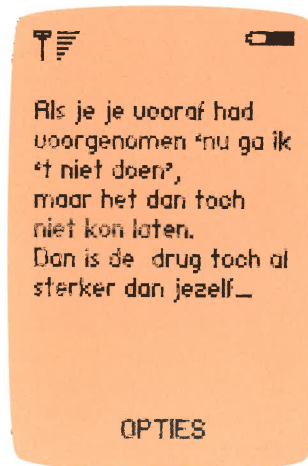 Als je je vooraf had
voorgenomen ‘nu ga ik
‘t niet doen’,
maar het dan toch
niet kon laten.
Dan is de drug toch al
sterker dan jezelf_
OPTIES